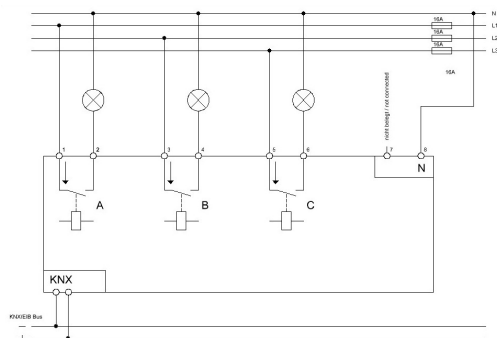 N
16A
L1
16A
L2
16A
L3
16A
nicht belegt / not connected
1
2
3
4
5
6
7
8
N
A
B
C
KNX
KNX/EIB Bus